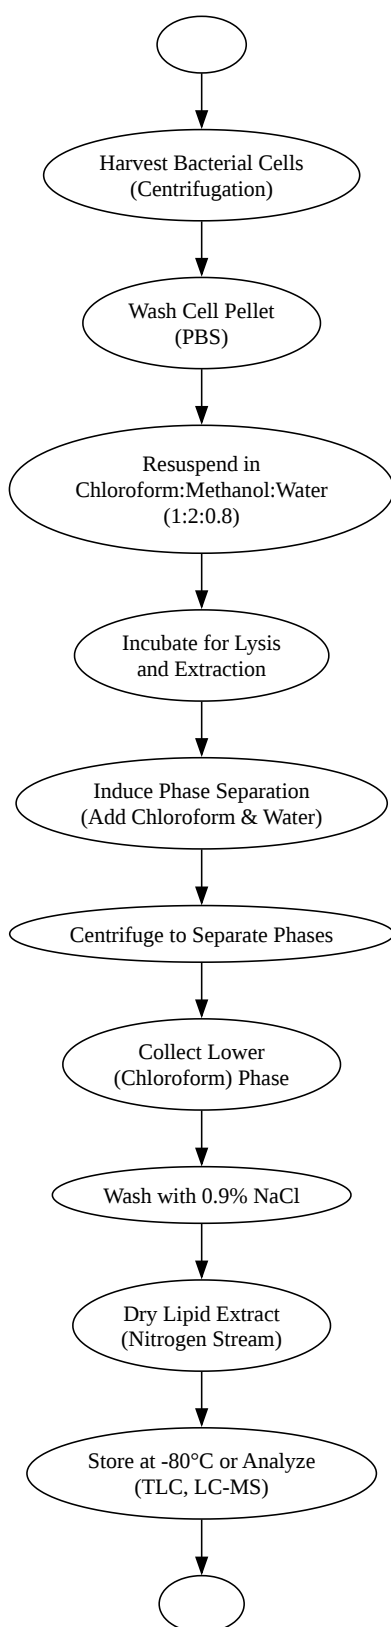 Harvest Bacterial Cells
(Centrifugation)
Wash Cell Pellet
(PBS)
Resuspend in
Chloroform:Methanol:Water
(1:2:0.8)
Incubate for Lysis
and Extraction
Induce Phase Separation
(Add Chloroform & Water)
Centrifuge to Separate Phases
Collect Lower
(Chloroform) Phase
Wash with 0.9% NaCl
Dry Lipid Extract
(Nitrogen Stream)
Store at -80°C or Analyze
(TLC, LC-MS)